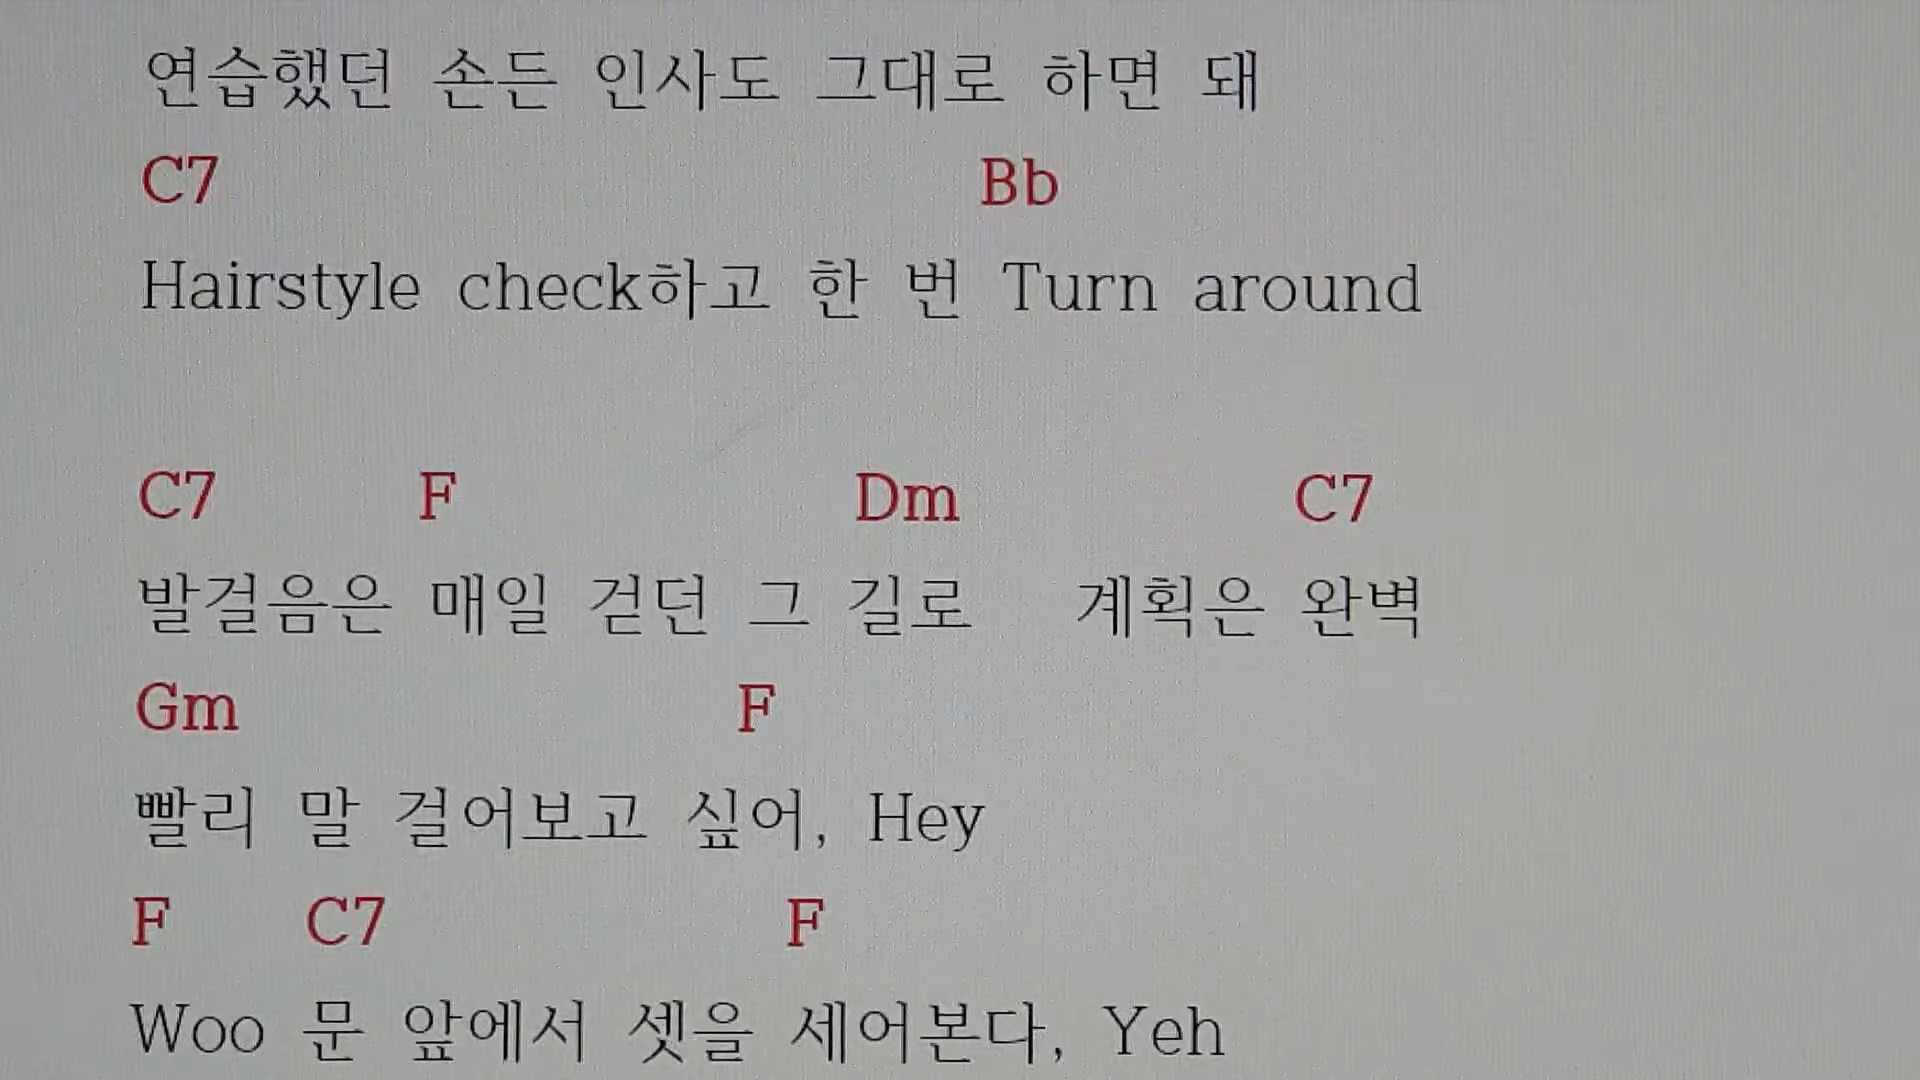 연습했던 손든 인사도 그대로 하면 돼
C7 Bb
Hairstyle check하고 한 번 Turn around
C7 F Dm C7
발걸음은 매일 걷던 그 길로 계획은 완벽
Gm F
빨리 말 걸어보고 싶어, Hey
F C7 F
Woo 문 앞에서 셋을 세어본다, Yeh